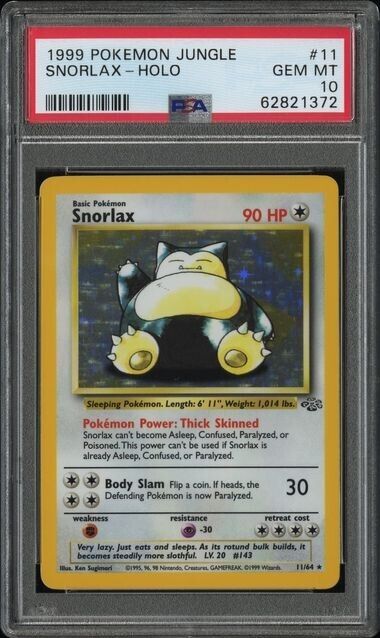 1999 POKEMON JUNGLE #11
SNORLAX - HOLO GEM MT
10
PSA 62821372
Basic Pokémon
Snorlax 90 HP
Sleeping Pokémon. Length: 6' 11", Weight: 1,014 lbs.
Pokémon Power: Thick Skinned
Snorlax can't become Asleep, Confused, Paralyzed, or
Poisoned. This power can't be used if Snorlax is
already Asleep, Confused, or Paralyzed.
Body Slam Flip a coin. If heads, the
Defending Pokémon is now Paralyzed. 30
weakness resistance retreat cost
-30
Very lazy. Just eats and sleeps. As its rotund bulk builds, it
becomes steadily more slothful. LV. 20 #143
Illus. Ken Sugimori ©1995, 96, 98 Nintendo, Creatures, GAMEFREAK. ©1999 Wizards. 11/64 ★